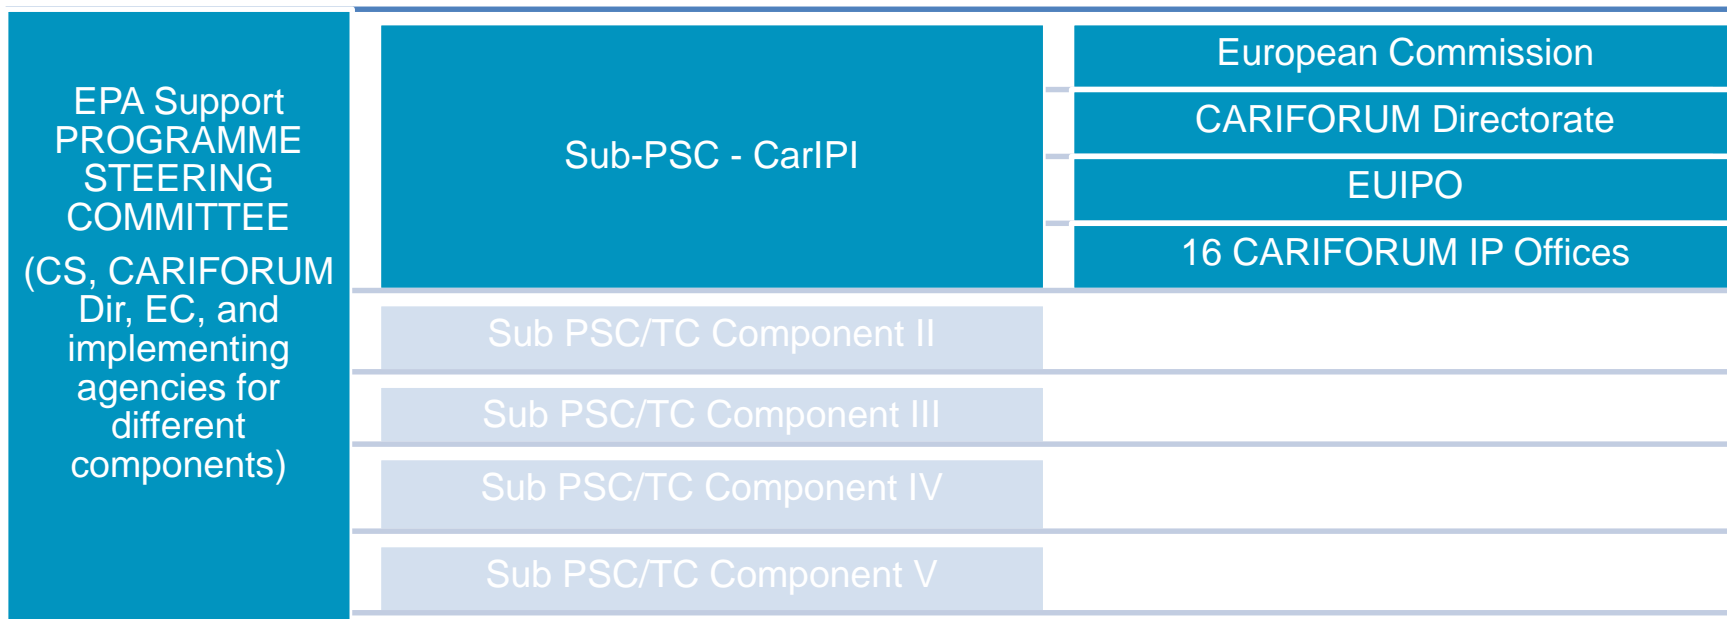 EPA Support
PROGRAMME
STEERING
COMMITTEE
(CS, CARIFORUM
Dir, EC, and
implementing
agencies for
different
components)
Sub-PSC - CarIPI
European Commission
CARIFORUM Directorate
EUIPO
16 CARIFORUM IP Offices
Sub PSC/TC Component II
Sub PSC/TC Component III
Sub PSC/TC Component IV
Sub PSC/TC Component V